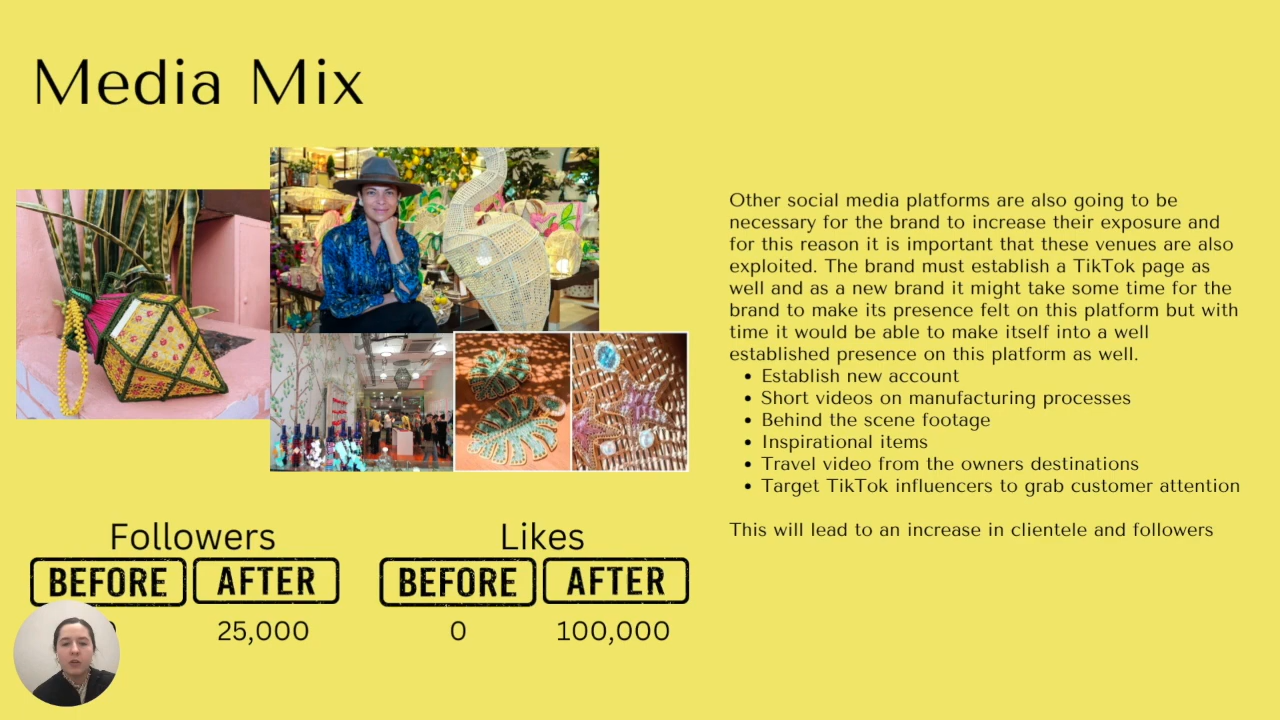 Media Mix
Other social media platforms are also going to be
necessary for the brand to increase their exposure and
for this reason it is important that these venues are also
exploited. The brand must establish a TikTok page as
well and as a new brand it might take some time for the
brand to make its presence felt on this platform but with
time it would be able to make itself into a well
established presence on this platform as well.
• Establish new account
• Short videos on manufacturing processes
• Behind the scene footage
• Inspirational items
• Travel video from the owners destinations
• Target TikTok influencers to grab customer attention
This will lead to an increase in clientele and followers
Followers
BEFORE AFTER
25,000
Likes
BEFORE AFTER
0 100,000